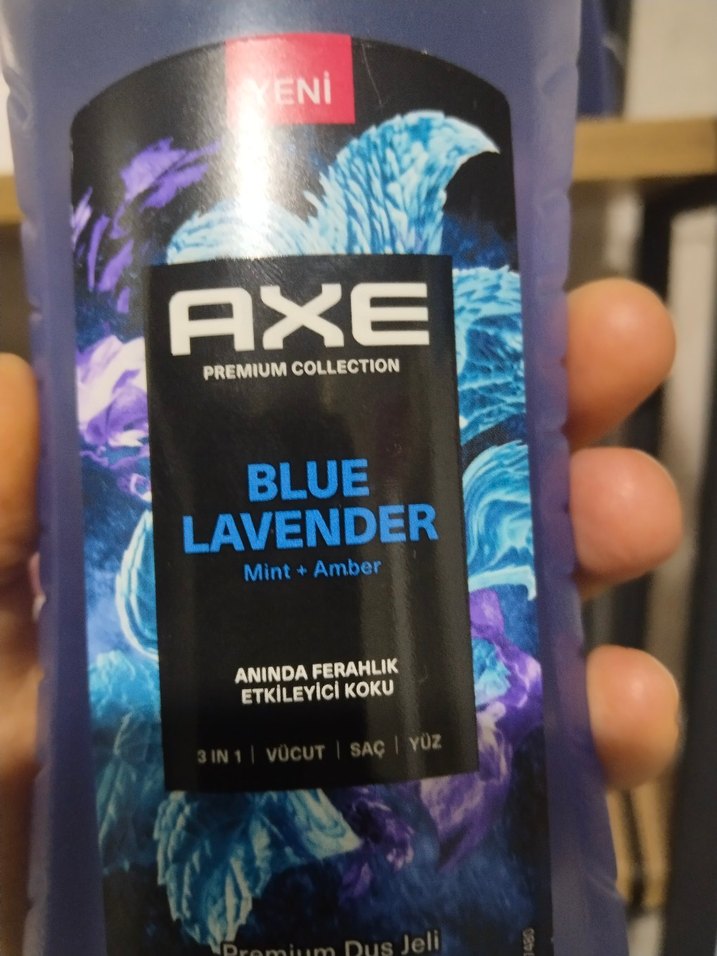 YENİ
AXE
PREMIUM COLLECTION
BLUE
LAVENDER
Mint + Amber
ANINDA FERAHLIK
ETKİLEYİCİ KOKU
3 IN 1 | VÜCUT | SAÇ | YÜZ
Premium Duş Jeli